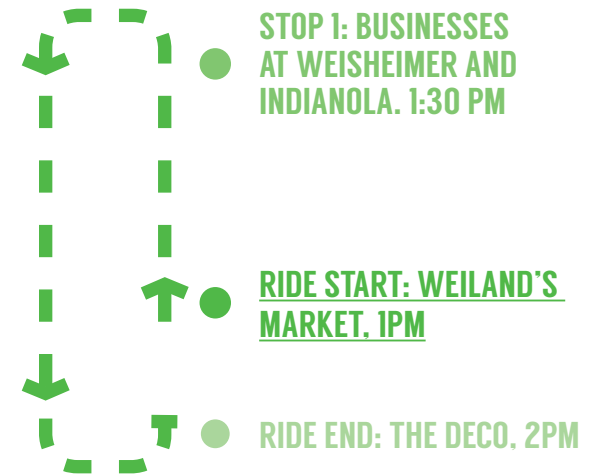 STOP 1: BUSINESSES
AT WEISHEIMER AND
INDIANOLA. 1:30 PM
RIDE START: WEILAND'S
MARKET, 1PM
RIDE END: THE DECO, 2PM